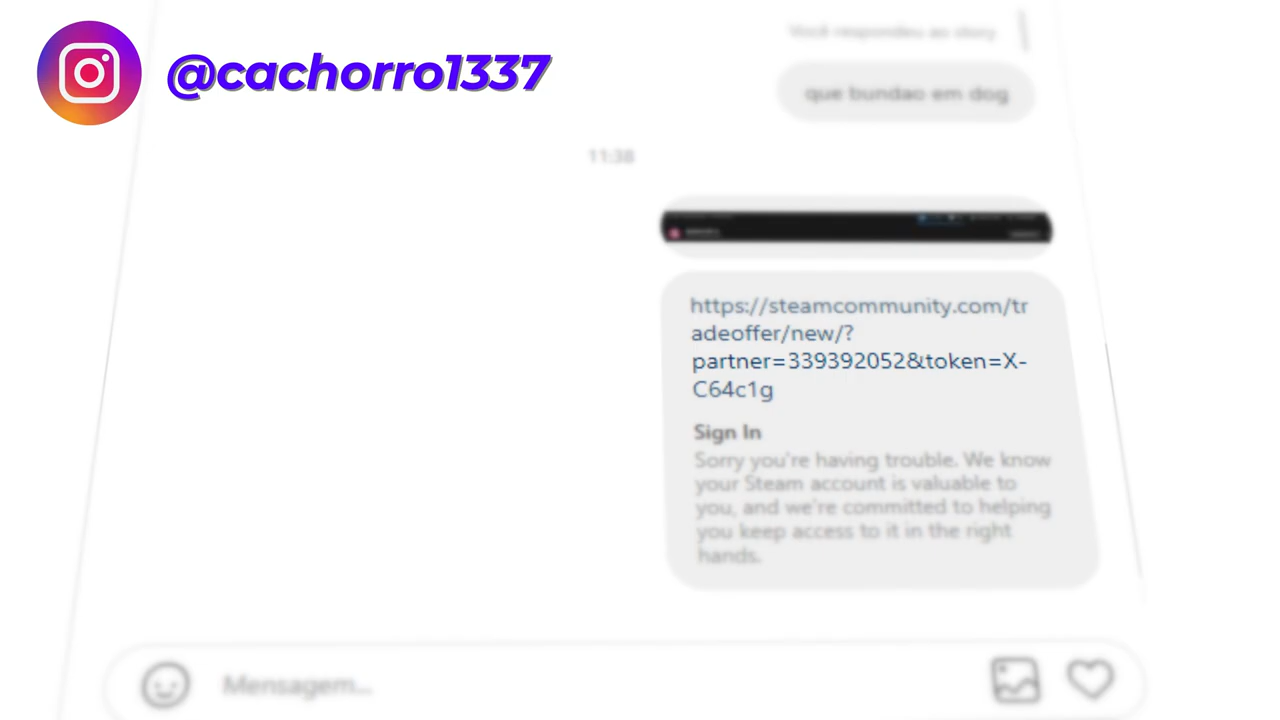 @cachorro1337
Você respondeu ao story
que bundao em dog
11:38
https://steamcommunity.com/tr
adeoffer/new/?
partner=339392052&token=X-
C64c1g
Sign In
Sorry you're having trouble. We know
your Steam account is valuable to
you, and we're committed to helping
you keep access to it in the right
hands.
Mensagem...